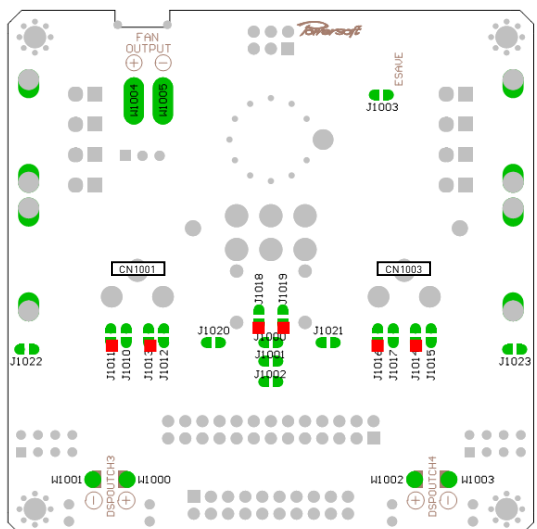 Powersoft
FAN
OUTPUT
W1004
W1005
ESAVE
J1003
CN1001
CN1003
J1018
J1019
J1000
J1001
J1002
J1020
J1021
J1011
J1010
J1013
J1012
J1016
J1017
J1014
J1015
J1022
J1023
W1001
DSPOUTCH3
W1000
W1002
DSPOUTCH4
W1003